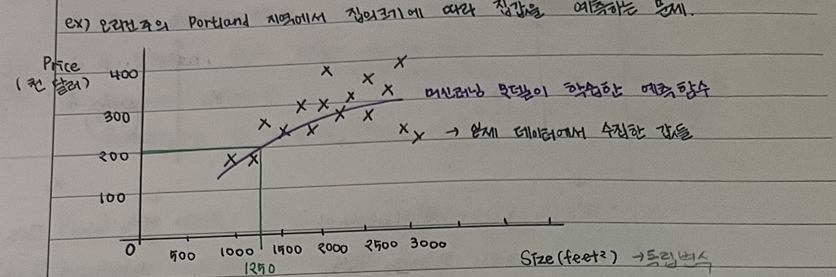 ex) 오리건주의 Portland 지역에서 집의크기에 따라 집값을 예측하는 문제.
Price
(천 달러)
400
머신러닝 모델이 학습한 예측 함수
300
→ 실제 데이터에서 수집한 값들
200
100
0 500 1000 1500 2000 2500 3000
1250
Size(feet²) → 독립변수